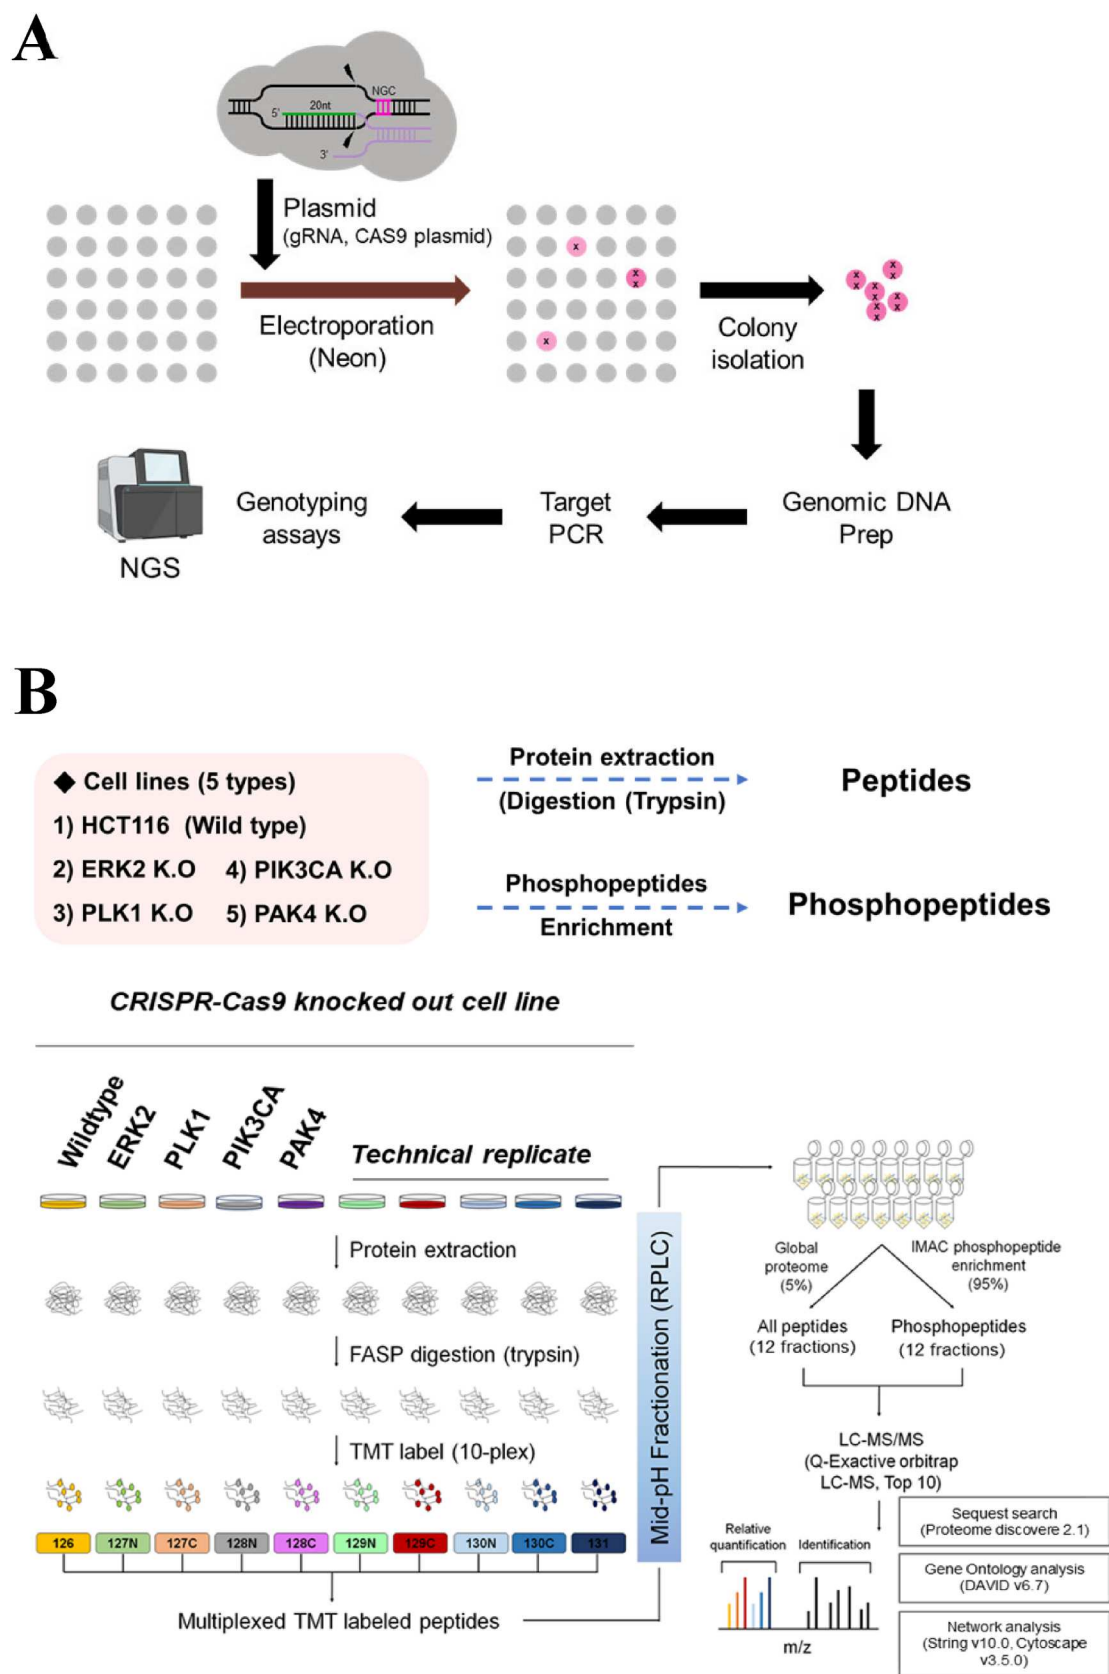 A
NGC
20nt
5'
3'
Plasmid
(gRNA, CAS9 plasmid)
x
x
x
x
Electroporation
(Neon)
Colony
isolation
x
x
x
x
x
x
x
x
x
x
Genomic DNA
Prep
Target
PCR
Genotyping
assays
NGS
B
◆ Cell lines (5 types)
1) HCT116 (Wild type)
2) ERK2 K.O 4) PIK3CA K.O
3) PLK1 K.O 5) PAK4 K.O
Protein extraction
(Digestion (Trypsin)
Peptides
Phosphopeptides
Enrichment
Phosphopeptides
CRISPR-Cas9 knocked out cell line
Wildtype
ERK2
PLK1
PIK3CA
PAK4
Technical replicate
Protein extraction
FASP digestion (trypsin)
TMT label (10-plex)
126 127N 127C 128N 128C 129N 129C 130N 130C 131
Multiplexed TMT labeled peptides
Mid-pH Fractionation (RPLC)
Global
proteome
(5%)
IMAC phosphopeptide
enrichment
(95%)
All peptides
(12 fractions)
Phosphopeptides
(12 fractions)
LC-MS/MS
(Q-Exactive orbitrap
LC-MS, Top 10)
Relative
quantification
Identification
m/z
Sequest search
(Proteome discovere 2.1)
Gene Ontology analysis
(DAVID v6.7)
Network analysis
(String v10.0, Cytoscape
v3.5.0)